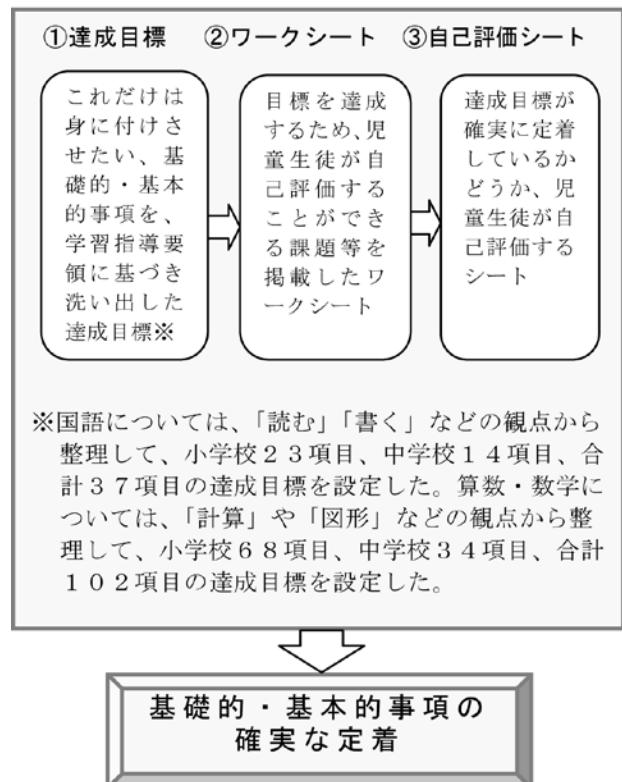 ①達成目標　②ワークシート　③自己評価シート
これだけは
身に付けさ
せたい、基
礎的・基本
的事項を、
学習指導要
領に基づき
洗い出した
達成目標※
目標を達成
するため、児
童生徒が自
己評価する
ことができ
る課題等を
掲載したワ
ークシート
達成目標が
確実に定着
しているか
どうか、児
童生徒が自
己評価する
シート
※国語については、「読む」「書く」などの観点から
整理して、小学校２３項目、中学校１４項目、合
計３７項目の達成目標を設定した。算数・数学に
ついては、「計算」や「図形」などの観点から整
理して、小学校６８項目、中学校３４項目、合計
１０２項目の達成目標を設定した。
基礎的・基本的事項の
確実な定着